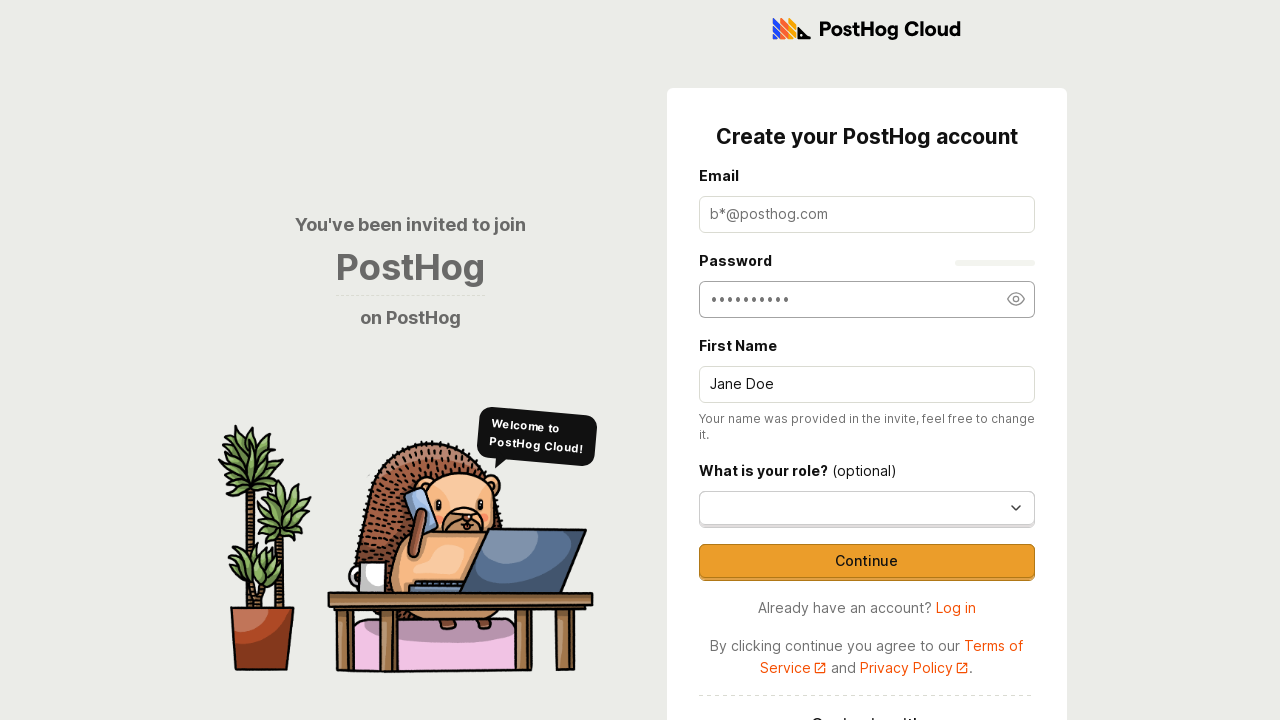 PostHog Cloud
You've been invited to join
PostHog
on PostHog
Welcome to
PostHog Cloud!
Create your PostHog account
Email
b*@posthog.com
Password
••••••••••
First Name
Jane Doe
Your name was provided in the invite, feel free to change
it.
What is your role? (optional)
Continue
Already have an account? Log in
By clicking continue you agree to our Terms of
Service and Privacy Policy.